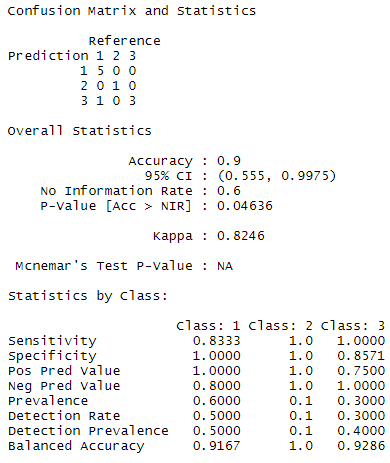 Confusion Matrix and Statistics
Reference
Prediction 1 2 3
1 5 0 0
2 0 1 0
3 1 0 3
Overall Statistics
Accuracy : 0.9
95% CI : (0.555, 0.9975)
No Information Rate : 0.6
P-Value [Acc > NIR] : 0.04636
Kappa : 0.8246
Mcnemar's Test P-Value : NA
Statistics by Class:
Class: 1 Class: 2 Class: 3
Sensitivity 0.8333 1.0 1.0000
Specificity 1.0000 1.0 0.8571
Pos Pred Value 1.0000 1.0 0.7500
Neg Pred Value 0.8000 1.0 1.0000
Prevalence 0.6000 0.1 0.3000
Detection Rate 0.5000 0.1 0.3000
Detection Prevalence 0.5000 0.1 0.4000
Balanced Accuracy 0.9167 1.0 0.9286